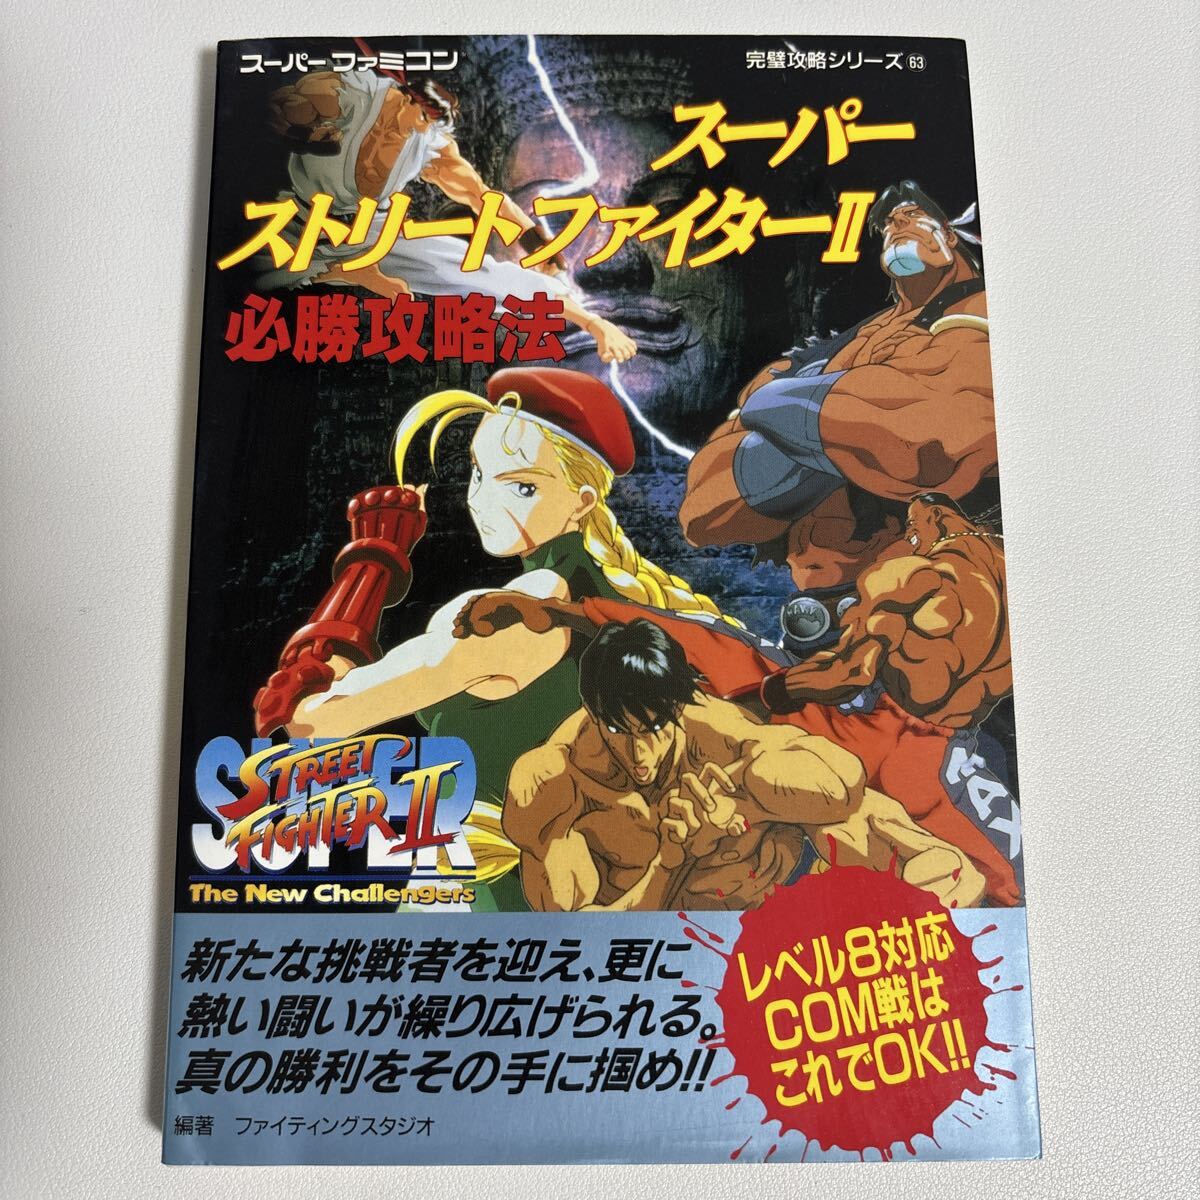 スーパーファミコン
完璧攻略シリーズ63
スーパー
ストリートファイターII
必勝攻略法
SUPER
STREET
FIGHTER II
The New Challengers
新たな挑戦者を迎え、更に
熱い闘いが繰り広げられる。
真の勝利をその手に掴め!!
レベル8対応
COM戦は
これでOK!!
編著 ファイティングスタジオ